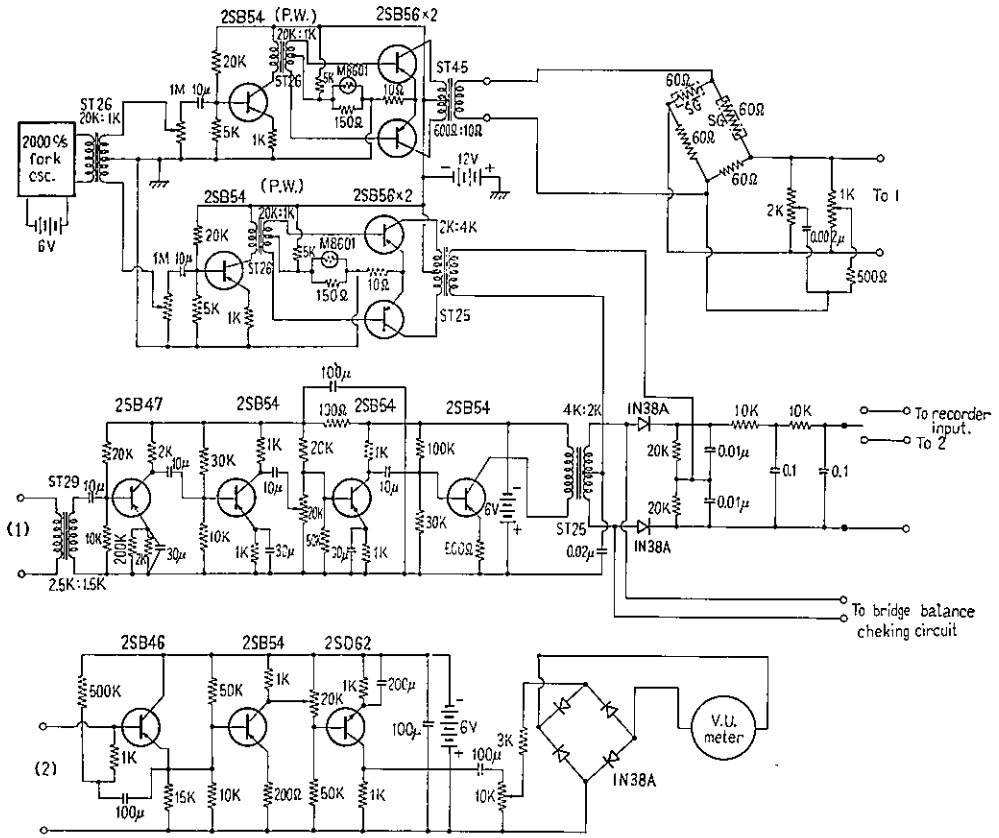 2SB54
(P.W.)
2SB56×2
20K:1K
20K
ST26
5K
M8601
10Ω
150Ω
ST45
600Ω:10Ω
1M
10μ
5K
1K
ST26
20K:1K
2000 c/s
fork
osc.
6V
12V
60Ω
SG
60Ω
SG
60Ω
60Ω
2K
1K
0.002μ
500Ω
To 1
2SB54
(P.W.)
2SB56×2
20K:1K
20K
ST26
5K
M8601
10Ω
150Ω
2K:4K
ST25
1M
10μ
5K
1K
100μ
2SB47
2SB54
100Ω
2SB54
2SB54
20K
2K
10μ
30K
1K
10μ
20K
1K
10μ
100K
ST29
10μ
(1)
10K
200K
2K
30μ
10K
1K
30μ
20K
50K
30μ
1K
30K
500Ω
6V
2.5K:1.5K
4K:2K
ST25
0.02μ
IN38A
IN38A
20K
20K
0.01μ
0.01μ
10K
10K
0.1
0.1
To recorder
input.
To 2
To bridge balance
cheking circuit
2SB46
2SB54
2SD62
500K
1K
100μ
15K
50K
10K
1K
200Ω
20K
50K
1K
200μ
1K
100μ
6V
100μ
10K
3K
IN38A
V.U.
meter
(2)